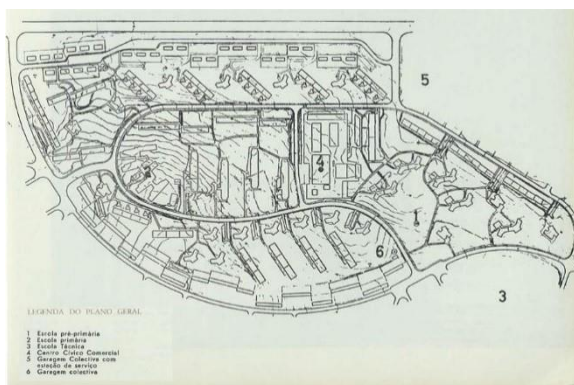 5
4
1
6
3
LEGENDA DO PLANO GERAL
1 Escola pré-primária
2 Escola primária
3 Escola Técnica
4 Centro Cívico Comercial
5 Garagem Colectiva com
estação de serviço
6 Garagem colectiva